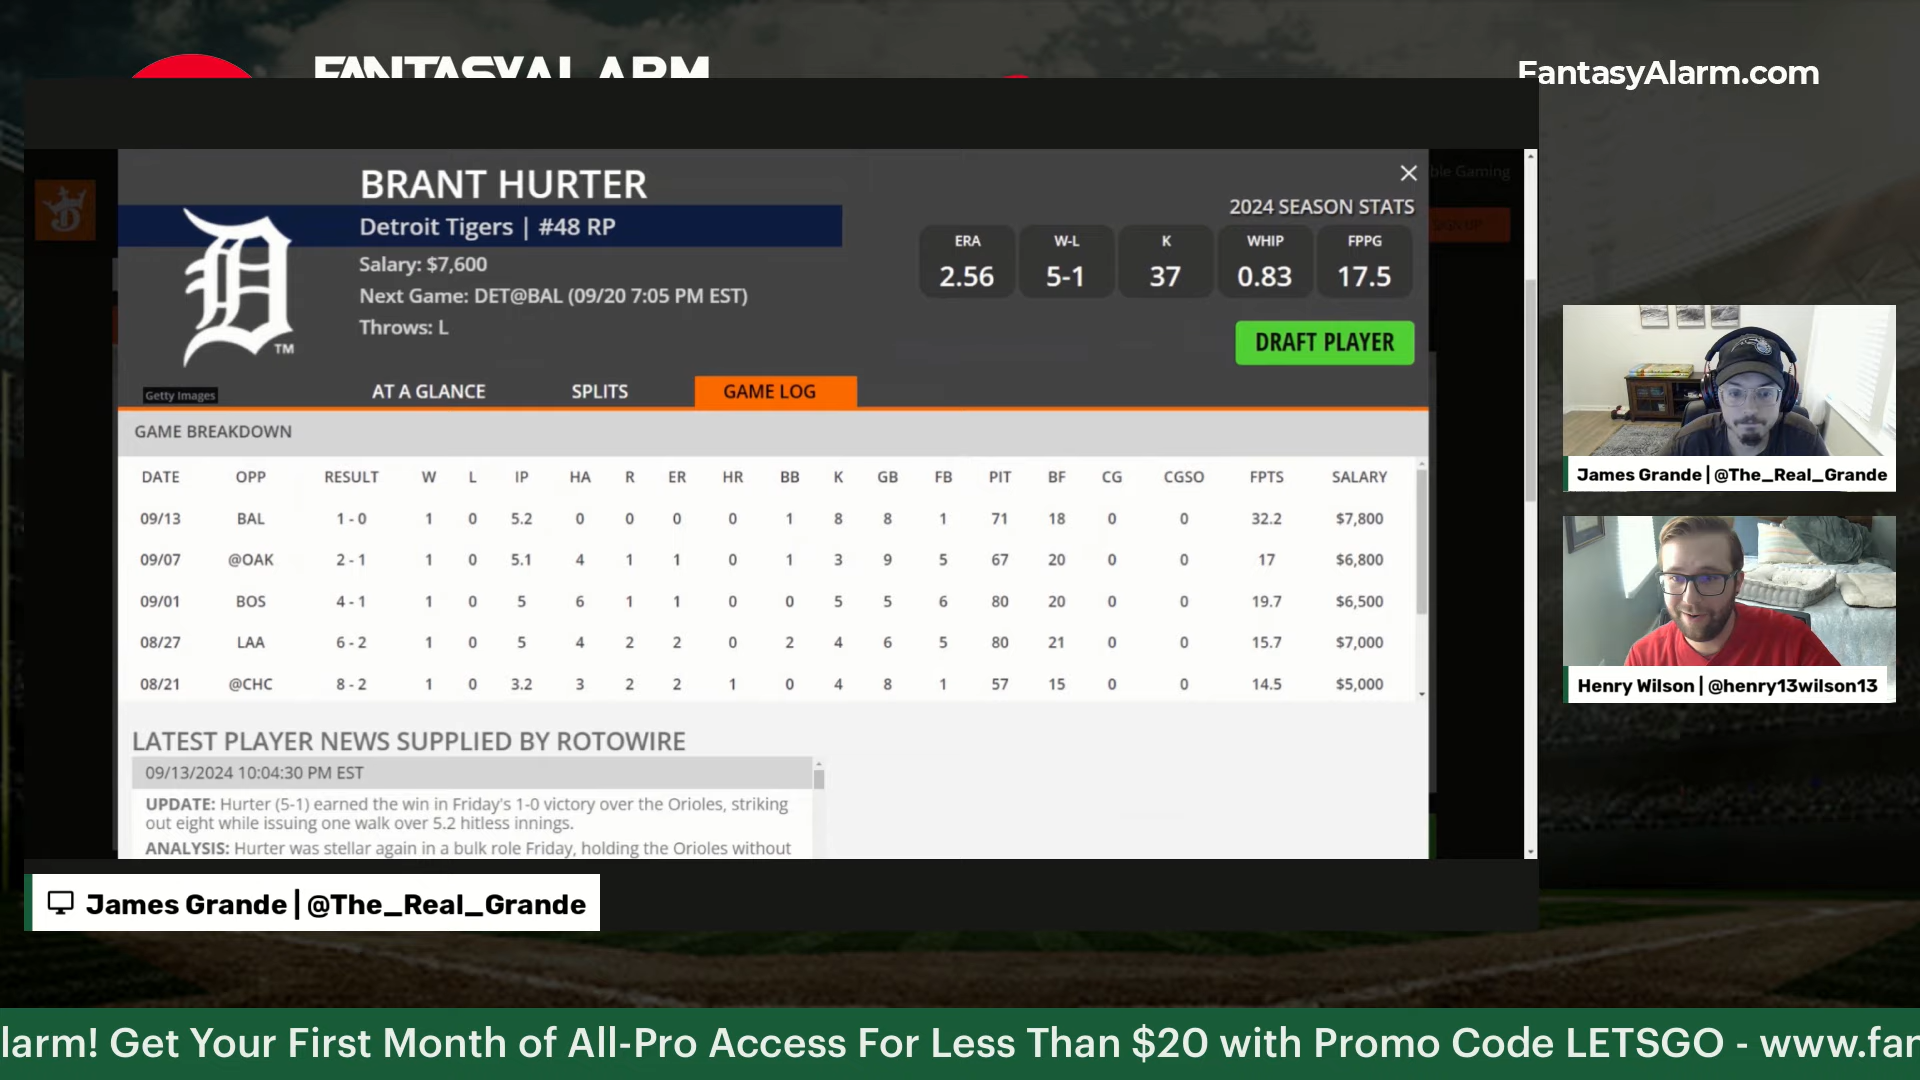 FANTASYALARM
FantasyAlarm.com
BRANT HURTER
Detroit Tigers | #48 RP
Salary: $7,600
Next Game: DET@BAL (09/20 7:05 PM EST)
Throws: L
TM
Getty Images
ble Gaming
SIGN UP
2024 SEASON STATS
ERA W-L K WHIP FPPG
2.56 5-1 37 0.83 17.5
DRAFT PLAYER
AT A GLANCE SPLITS GAME LOG
GAME BREAKDOWN
DATE OPP RESULT W L IP HA R ER HR BB K GB FB PIT BF CG CGSO FPTS SALARY
09/13 BAL 1 - 0 1 0 5.2 0 0 0 0 1 8 8 1 71 18 0 0 32.2 $7,800
09/07 @OAK 2 - 1 1 0 5.1 4 1 1 0 1 3 9 5 67 20 0 0 17 $6,800
09/01 BOS 4 - 1 1 0 5 6 1 1 0 0 5 5 6 80 20 0 0 19.7 $6,500
08/27 LAA 6 - 2 1 0 5 4 2 2 0 2 4 6 5 80 21 0 0 15.7 $7,000
08/21 @CHC 8 - 2 1 0 3.2 3 2 2 1 0 4 8 1 57 15 0 0 14.5 $5,000
LATEST PLAYER NEWS SUPPLIED BY ROTOWIRE
09/13/2024 10:04:30 PM EST
UPDATE: Hurter (5-1) earned the win in Friday's 1-0 victory over the Orioles, striking
out eight while issuing one walk over 5.2 hitless innings.
ANALYSIS: Hurter was stellar again in a bulk role Friday, holding the Orioles without
James Grande | @The_Real_Grande
Henry Wilson | @henry13wilson13
James Grande | @The_Real_Grande
larm! Get Your First Month of All-Pro Access For Less Than $20 with Promo Code LETSGO - www.fan